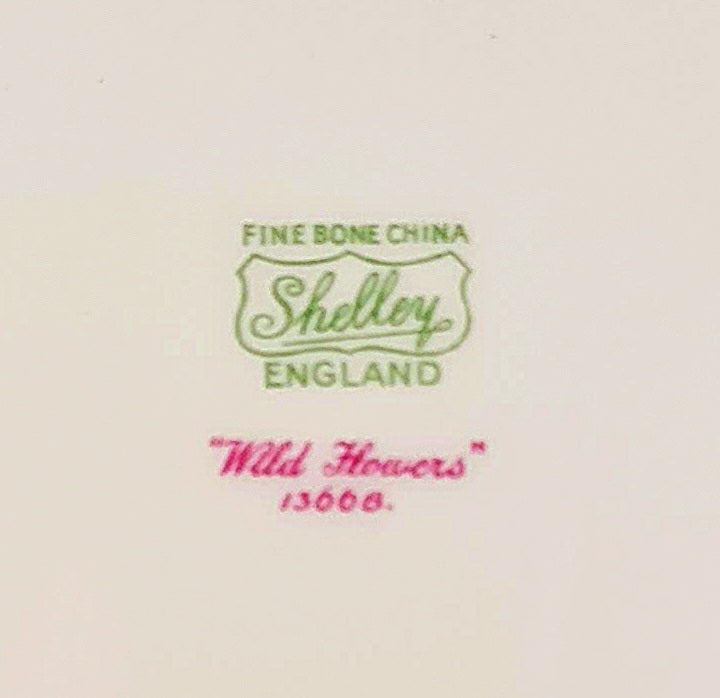 FINE BONE CHINA
Shelley
ENGLAND
"Wild Flowers"
13668.